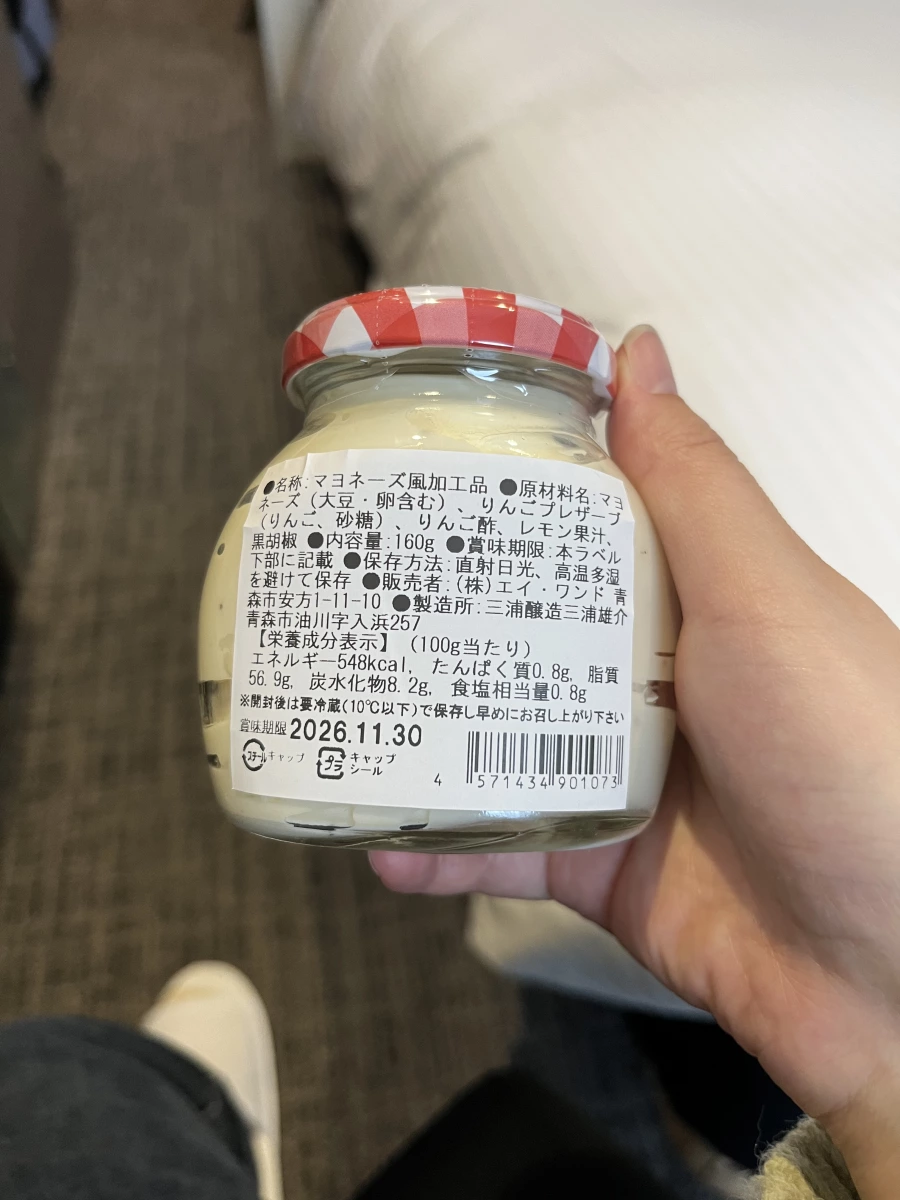 ●名称:マヨネーズ風加工品 ●原材料名:マヨ
ネーズ(大豆・卵含む)、りんごプレザーブ
(りんご、砂糖)、りんご酢、レモン果汁、
黒胡椒 ●内容量:160g ●賞味期限:本ラベル
下部に記載 ●保存方法:直射日光、高温多湿
を避けて保存 ●販売者:(株)エイ・ワンド 青
森市安方1-11-10 ●製造所:三浦醸造三浦雄介
青森市油川字入浜257
【栄養成分表示】 (100g当たり)
エネルギー548kcal, たんぱく質0.8g, 脂質
56.9g, 炭水化物8.2g, 食塩相当量0.8g
※開封後は要冷蔵(10℃以下)で保存し早めにお召し上がり下さい
賞味期限 2026.11.30
スチール キャップ プラ キャップ
シール
4 571434 901073